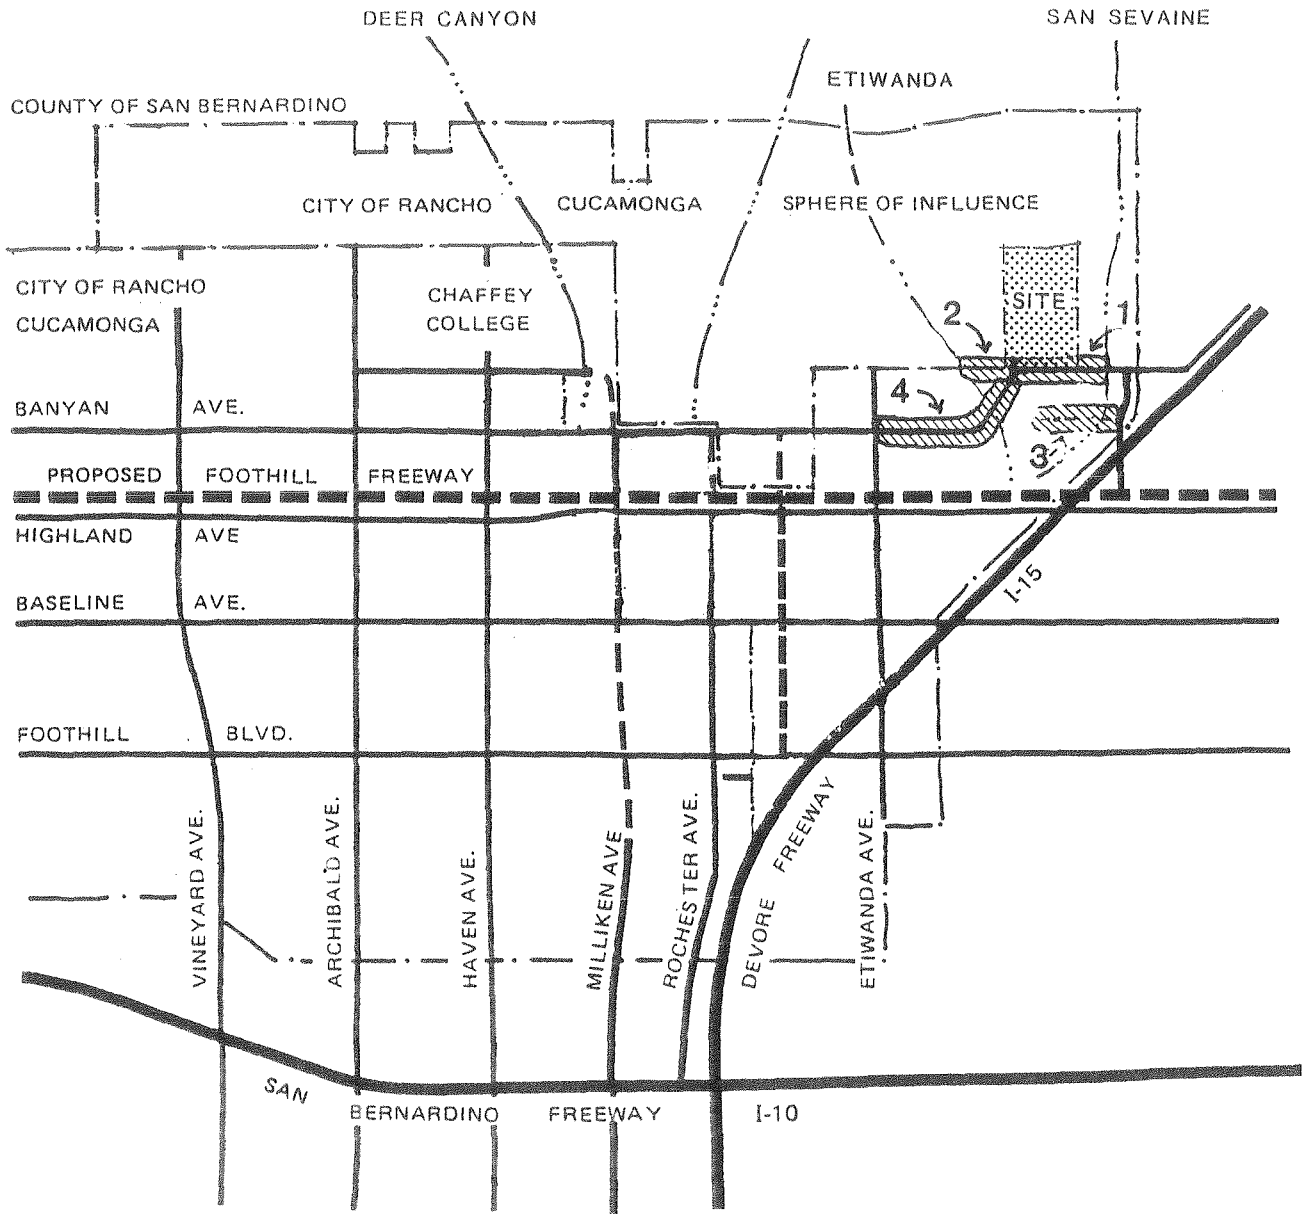 DEER CANYON
SAN SEVAINE
ETIWANDA
COUNTY OF SAN BERNARDINO
CITY OF RANCHO CUCAMONGA SPHERE OF INFLUENCE
CITY OF RANCHO
CUCAMONGA
CHAFFEY
COLLEGE
SITE
2
1
4
3
BANYAN AVE.
PROPOSED FOOTHILL FREEWAY
HIGHLAND AVE
BASELINE AVE.
I-15
FOOTHILL BLVD.
VINEYARD AVE.
ARCHIBALD AVE.
HAVEN AVE.
MILLIKEN AVE
ROCHESTER AVE.
DEVORE FREEWAY
ETIWANDA AVE.
SAN BERNARDINO FREEWAY I-10